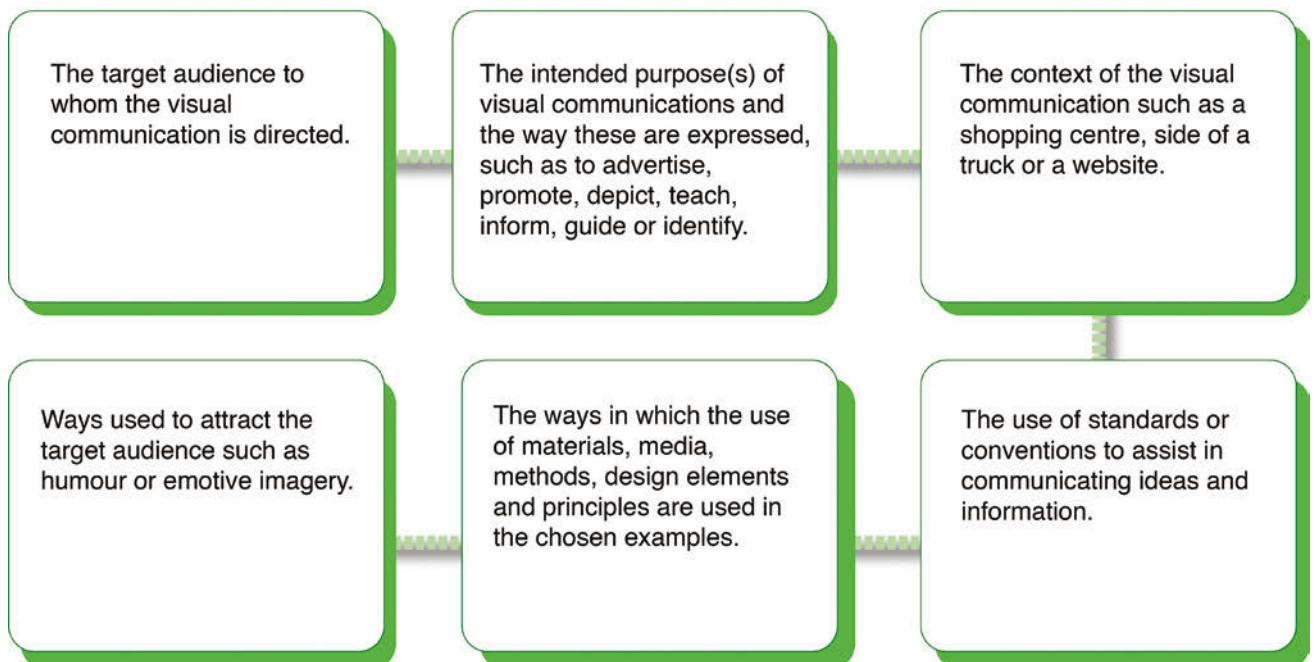 The target audience to
whom the visual
communication is directed.
The intended purpose(s) of
visual communications and
the way these are expressed,
such as to advertise,
promote, depict, teach,
inform, guide or identify.
The context of the visual
communication such as a
shopping centre, side of a
truck or a website.
The use of standards or
conventions to assist in
communicating ideas and
information.
The ways in which the use
of materials, media,
methods, design elements
and principles are used in
the chosen examples.
Ways used to attract the
target audience such as
humour or emotive imagery.